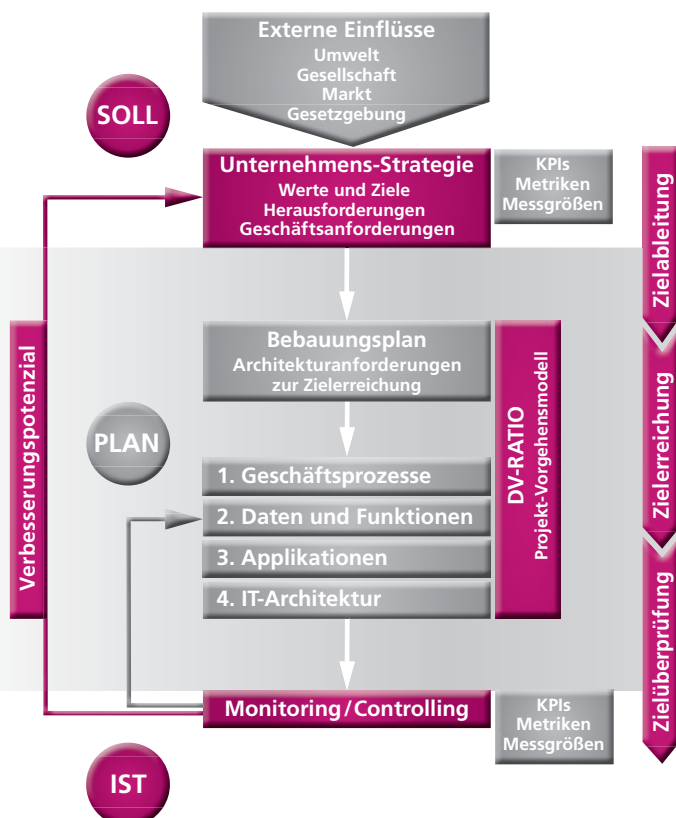 Externe Einflüsse
Umwelt
Gesellschaft
Markt
Gesetzgebung
SOLL
Unternehmens-Strategie
Werte und Ziele
Herausforderungen
Geschäftsanforderungen
KPIs
Metriken
Messgrößen
Zielableitung
Bebauungsplan
Architekturanforderungen
zur Zielerreichung
Verbesserungspotenzial
PLAN
1. Geschäftsprozesse
2. Daten und Funktionen
3. Applikationen
4. IT-Architektur
DV-RATIO
Projekt-Vorgehensmodell
Zielerreichung
Monitoring/Controlling
KPIs
Metriken
Messgrößen
Zielüberprüfung
IST